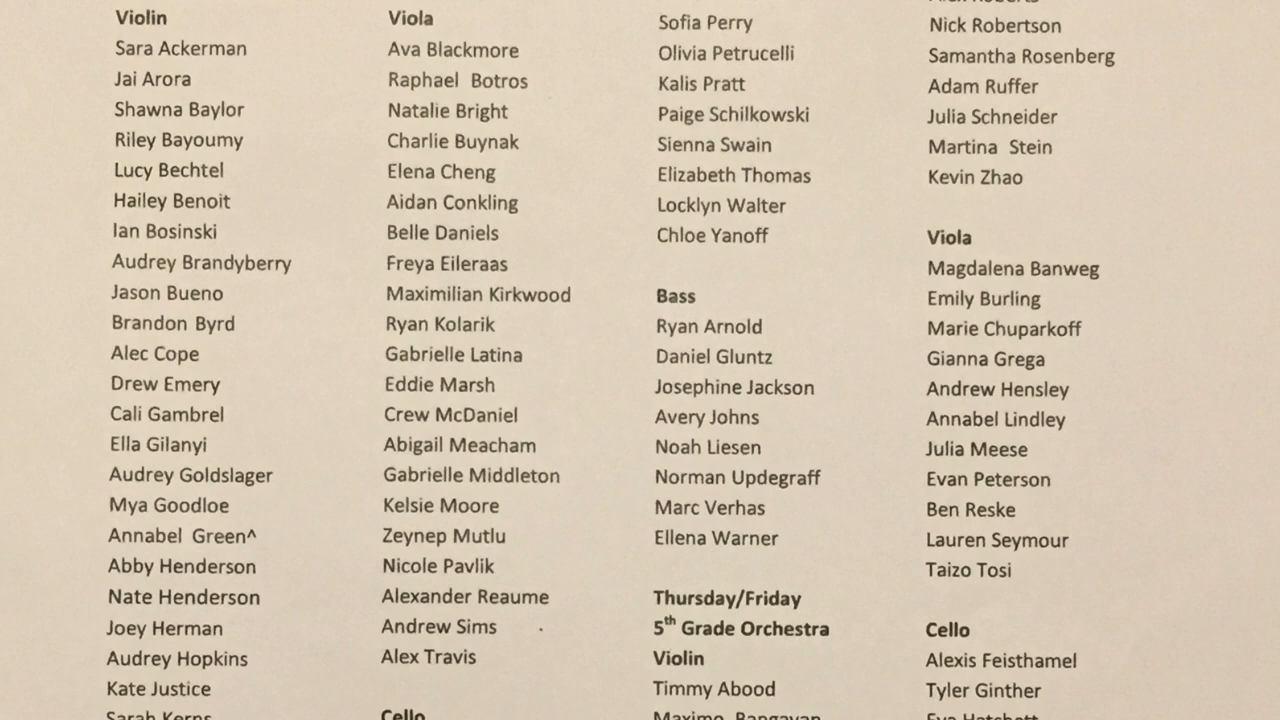 Violin
Sara Ackerman
Jai Arora
Shawna Baylor
Riley Bayoumy
Lucy Bechtel
Hailey Benoit
Ian Bosinski
Audrey Brandyberry
Jason Bueno
Brandon Byrd
Alec Cope
Drew Emery
Cali Gambrel
Ella Gilanyi
Audrey Goldslager
Mya Goodloe
Annabel Green^
Abby Henderson
Nate Henderson
Joey Herman
Audrey Hopkins
Kate Justice
Sarah Kerns
Viola
Ava Blackmore
Raphael Botros
Natalie Bright
Charlie Buynak
Elena Cheng
Aidan Conkling
Belle Daniels
Freya Eileraas
Maximilian Kirkwood
Ryan Kolarik
Gabrielle Latina
Eddie Marsh
Crew McDaniel
Abigail Meacham
Gabrielle Middleton
Kelsie Moore
Zeynep Mutlu
Nicole Pavlik
Alexander Reaume
Andrew Sims
Alex Travis
Cello
Sofia Perry
Olivia Petrucelli
Kalis Pratt
Paige Schilkowski
Sienna Swain
Elizabeth Thomas
Locklyn Walter
Chloe Yanoff
Bass
Ryan Arnold
Daniel Gluntz
Josephine Jackson
Avery Johns
Noah Liesen
Norman Updegraff
Marc Verhas
Ellena Warner
Thursday/Friday
5th Grade Orchestra
Violin
Timmy Abood
Maximo
Nick Robertson
Samantha Rosenberg
Adam Ruffer
Julia Schneider
Martina Stein
Kevin Zhao
Viola
Magdalena Banweg
Emily Burling
Marie Chuparkoff
Gianna Grega
Andrew Hensley
Annabel Lindley
Julia Meese
Evan Peterson
Ben Reske
Lauren Seymour
Taizo Tosi
Cello
Alexis Feisthamel
Tyler Ginther